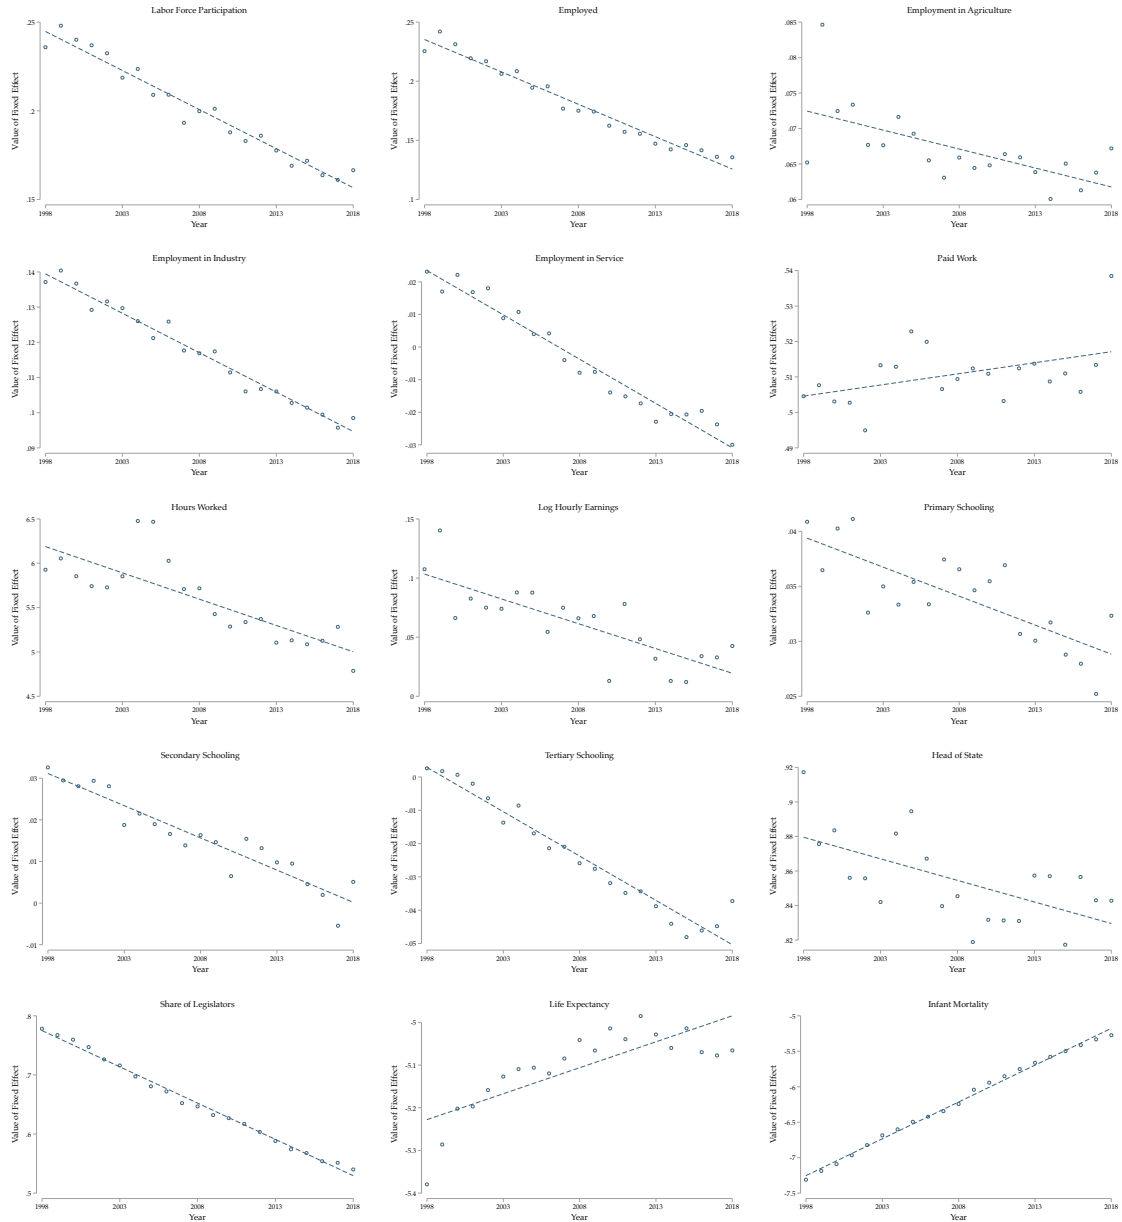 Labor Force Participation
Value of Fixed Effect
.25
.2
.15
1998 2003 2008 2013 2018
Year
Employed
Value of Fixed Effect
.25
.2
.15
.1
1998 2003 2008 2013 2018
Year
Employment in Agriculture
Value of Fixed Effect
.085
.08
.075
.07
.065
.06
1998 2003 2008 2013 2018
Year
Employment in Industry
Value of Fixed Effect
.14
.13
.12
.11
.1
.09
1998 2003 2008 2013 2018
Year
Employment in Service
Value of Fixed Effect
.02
.01
0
-.01
-.02
-.03
1998 2003 2008 2013 2018
Year
Paid Work
Value of Fixed Effect
.54
.53
.52
.51
.5
.49
1998 2003 2008 2013 2018
Year
Hours Worked
Value of Fixed Effect
6.5
6
5.5
5
4.5
1998 2003 2008 2013 2018
Year
Log Hourly Earnings
Value of Fixed Effect
.15
.1
.05
0
1998 2003 2008 2013 2018
Year
Primary Schooling
Value of Fixed Effect
.04
.035
.03
.025
1998 2003 2008 2013 2018
Year
Secondary Schooling
Value of Fixed Effect
.03
.02
.01
0
-.01
1998 2003 2008 2013 2018
Year
Tertiary Schooling
Value of Fixed Effect
0
-.01
-.02
-.03
-.04
-.05
1998 2003 2008 2013 2018
Year
Head of State
Value of Fixed Effect
.92
.9
.88
.86
.84
.82
1998 2003 2008 2013 2018
Year
Share of Legislators
Value of Fixed Effect
.8
.7
.6
.5
1998 2003 2008 2013 2018
Year
Life Expectancy
Value of Fixed Effect
-5
-5.1
-5.2
-5.3
-5.4
1998 2003 2008 2013 2018
Year
Infant Mortality
Value of Fixed Effect
-5
-5.5
-6
-6.5
-7
-7.5
1998 2003 2008 2013 2018
Year